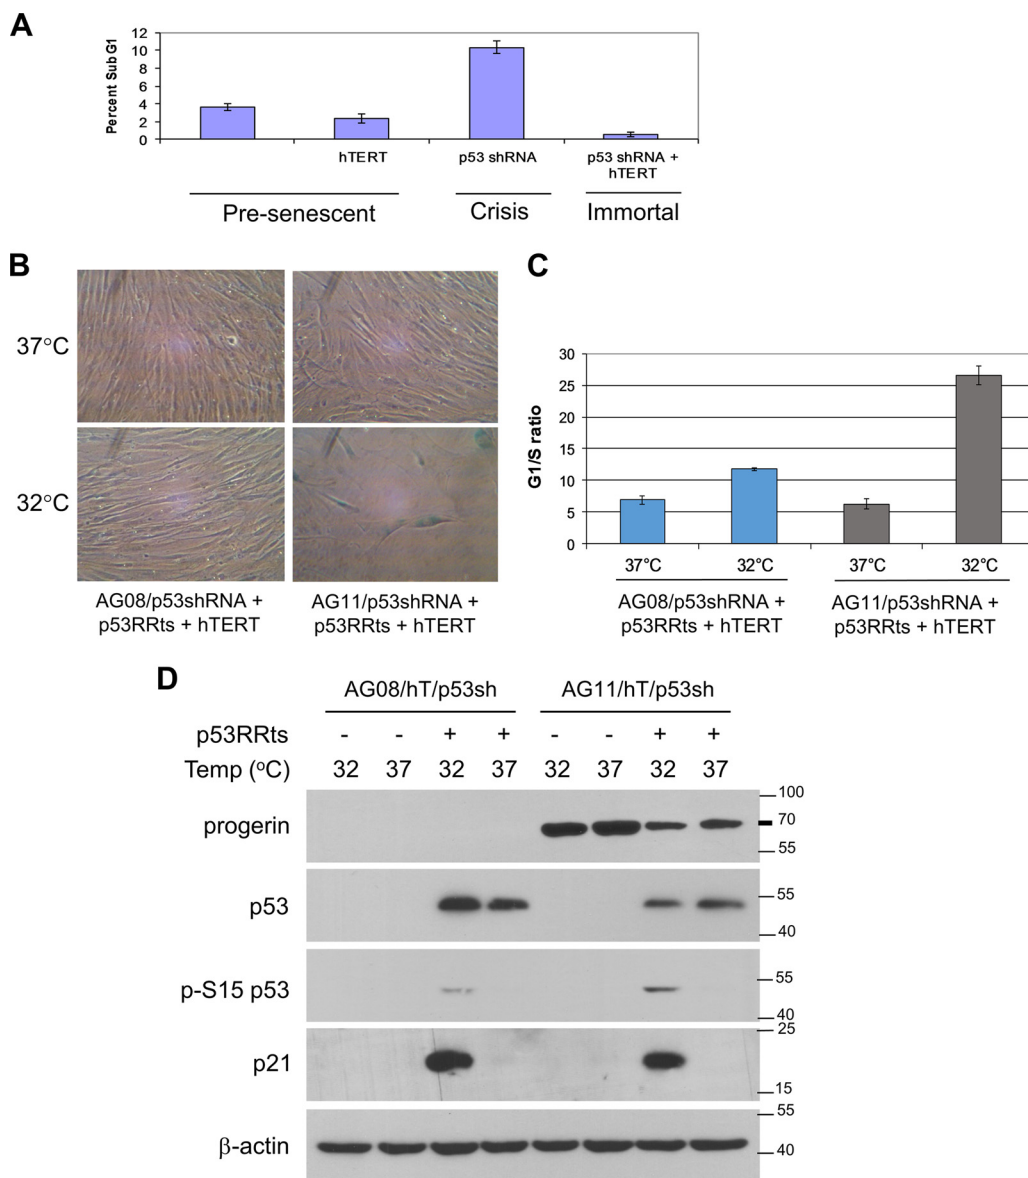 A
Percent Sub G1
12
10
8
6
4
2
0
hTERT
p53 shRNA
p53 shRNA +
hTERT
Pre-senescent
Crisis
Immortal
B
37°C
32°C
AG08/p53shRNA +
p53RRts + hTERT
AG11/p53shRNA +
p53RRts + hTERT
C
G1/S ratio
30
25
20
15
10
5
0
37°C
32°C
37°C
32°C
AG08/p53shRNA +
p53RRts + hTERT
AG11/p53shRNA +
p53RRts + hTERT
D
AG08/hT/p53sh
AG11/hT/p53sh
p53RRts - - + + - - + +
Temp (°C) 32 37 32 37 32 37 32 37
progerin
100
70
55
p53
55
40
p-S15 p53
55
40
p21
25
15
β-actin
55
40